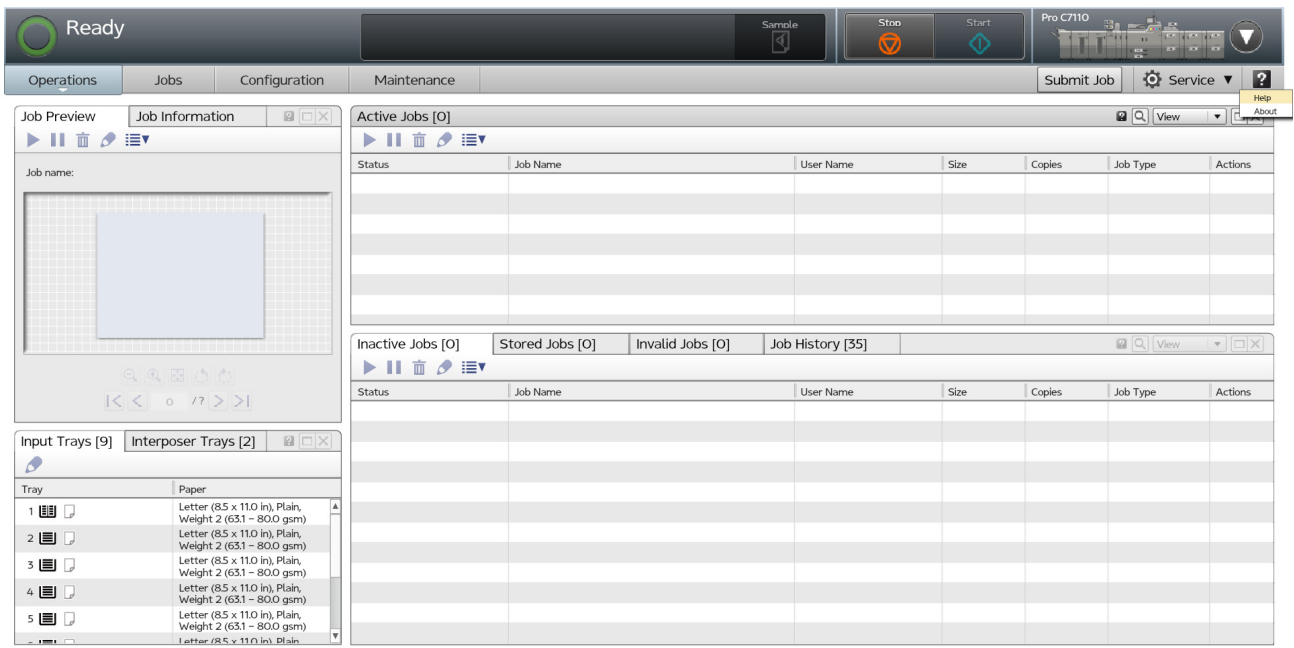 Ready
Sample
Stop
Start
Pro C7110
Operations
Jobs
Configuration
Maintenance
Submit Job
Service
?
Help
About
Job Preview
Job Information
Job name:
0 /?
Active Jobs [0]
View
Status
Job Name
User Name
Size
Copies
Job Type
Actions
Inactive Jobs [0]
Stored Jobs [0]
Invalid Jobs [0]
Job History [35]
View
Status
Job Name
User Name
Size
Copies
Job Type
Actions
Input Trays [9]
Interposer Trays [2]
Tray
Paper
1
Letter (8.5 x 11.0 in), Plain,
Weight 2 (63.1 – 80.0 gsm)
2
Letter (8.5 x 11.0 in), Plain,
Weight 2 (63.1 – 80.0 gsm)
3
Letter (8.5 x 11.0 in), Plain,
Weight 2 (63.1 – 80.0 gsm)
4
Letter (8.5 x 11.0 in), Plain,
Weight 2 (63.1 – 80.0 gsm)
5
Letter (8.5 x 11.0 in), Plain,
Weight 2 (63.1 – 80.0 gsm)
Letter (8.5 x 11.0 in), Plain